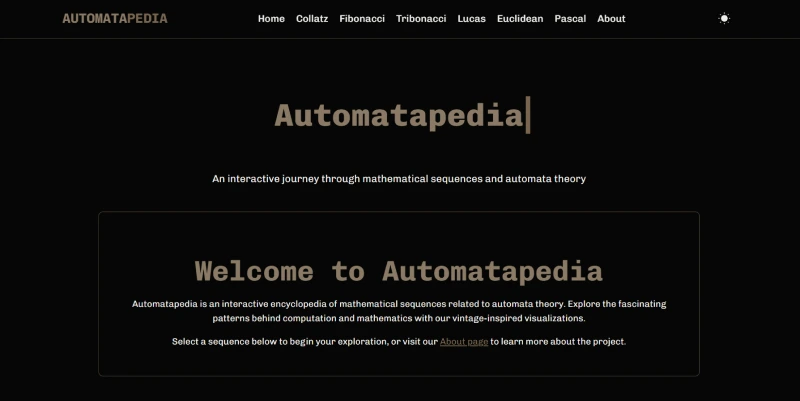 AUTOMATAPEDIA Home Collatz Fibonacci Tribonacci Lucas Euclidean Pascal About
Automatapedia
An interactive journey through mathematical sequences and automata theory
Welcome to Automatapedia
Automatapedia is an interactive encyclopedia of mathematical sequences related to automata theory. Explore the fascinating
patterns behind computation and mathematics with our vintage-inspired visualizations.
Select a sequence below to begin your exploration, or visit our About page to learn more about the project.